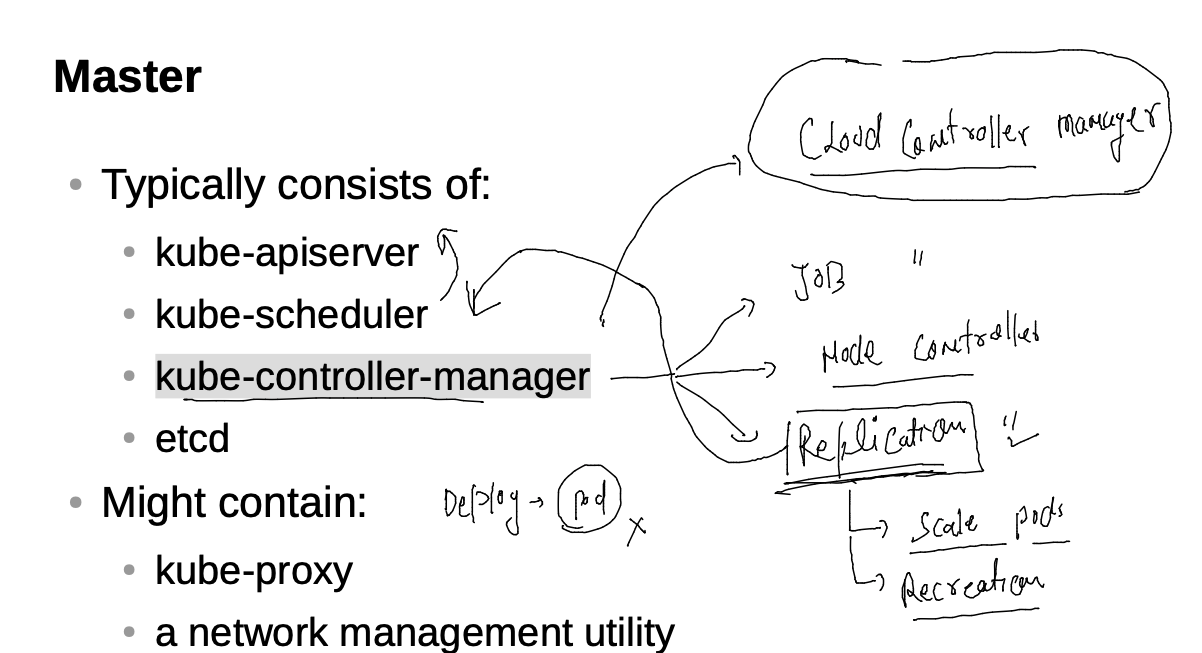 Master
Cloud Controller manager
Typically consists of:
kube-apiserver
JOB "
kube-scheduler
Node Controller
kube-controller-manager
Replication "
etcd
Might contain:
Deploy → pod x
Scale pods
kube-proxy
Recreation
a network management utility